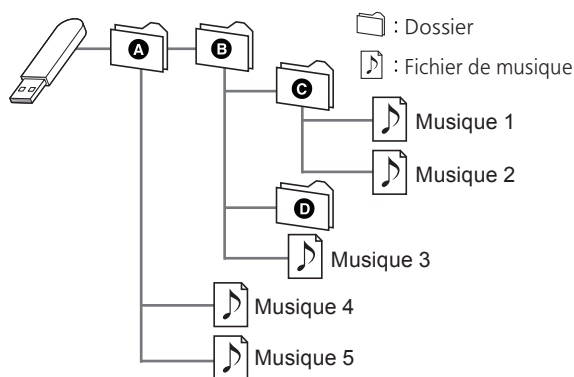 : Dossier
: Fichier de musique
A
B
C
Musique 1
Musique 2
D
Musique 3
Musique 4
Musique 5